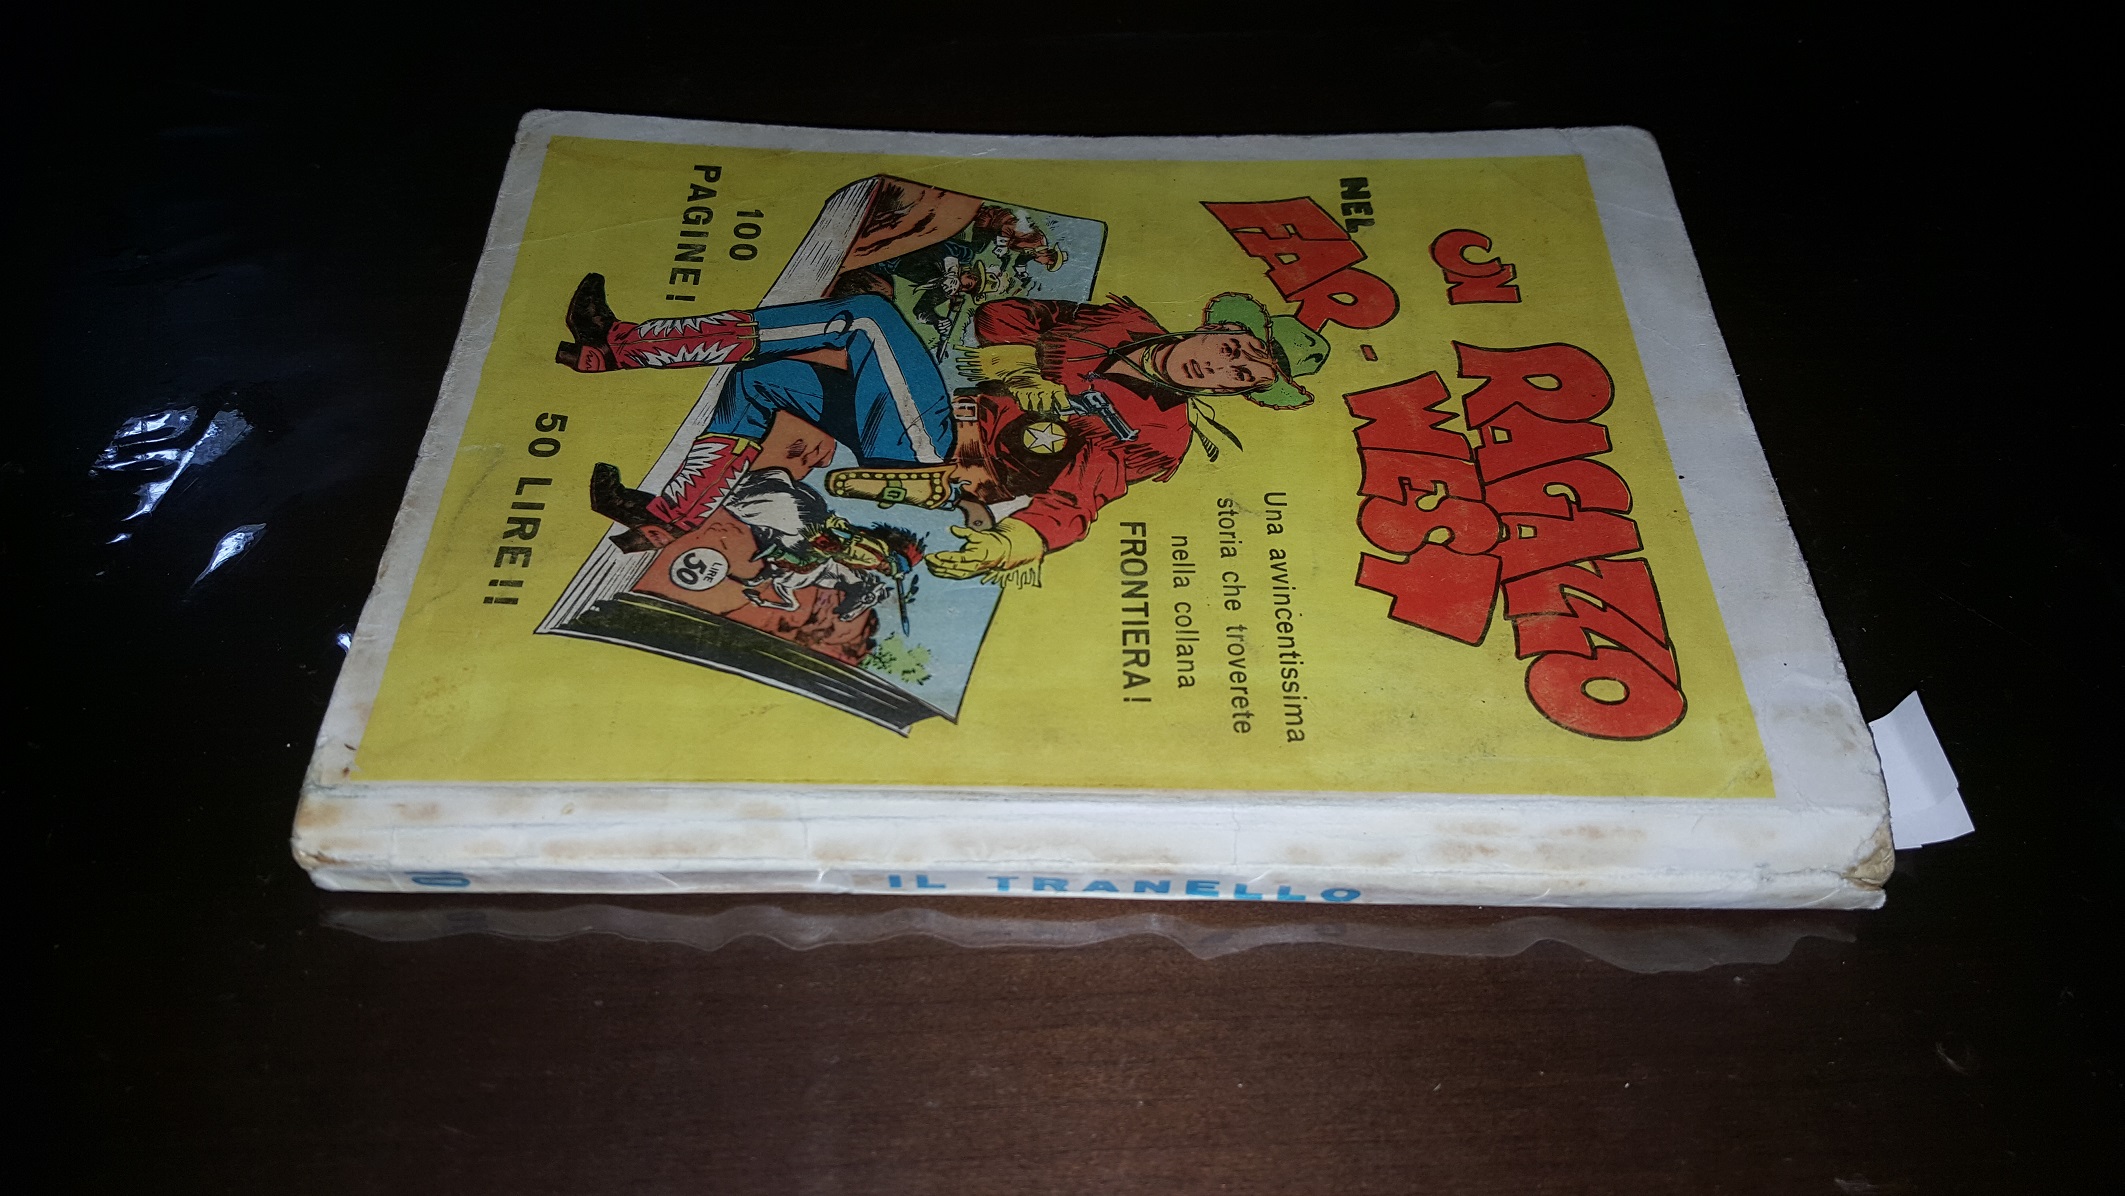 UN RAGAZZO
NEL
FAR-WEST
Una avvincentissima
storia che troverete
nella collana
FRONTIERA!
LIRE
50
100
PAGINE!
50 LIRE!!
IL TRANELLO